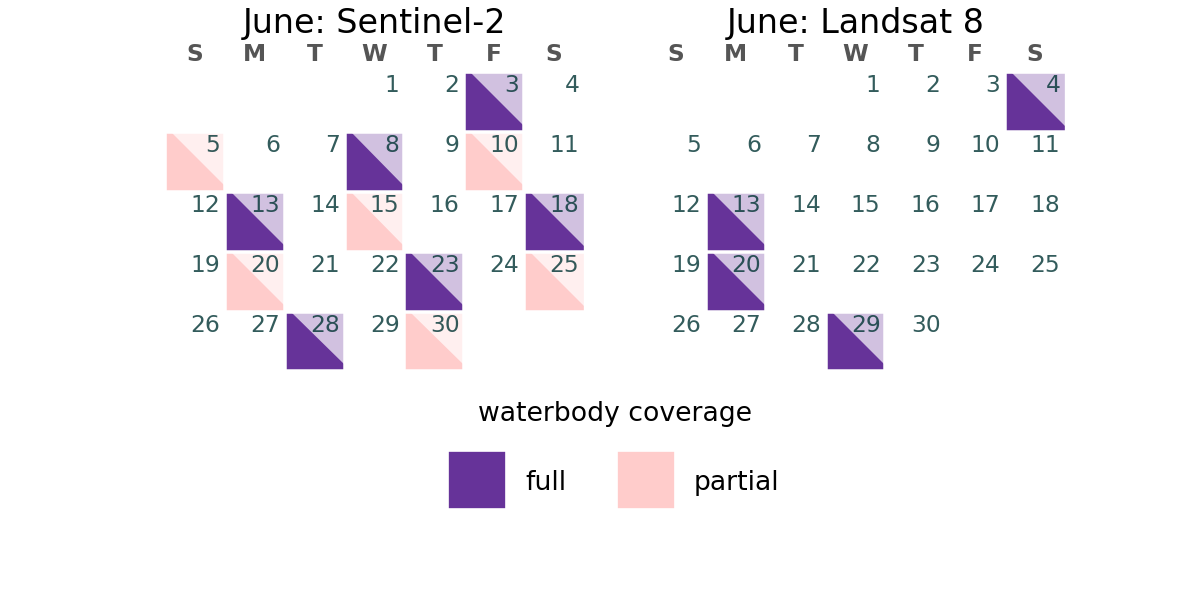 June: Sentinel-2
S M T W T F S
1 2 3 4
5 6 7 8 9 10 11
12 13 14 15 16 17 18
19 20 21 22 23 24 25
26 27 28 29 30
June: Landsat 8
S M T W T F S
1 2 3 4
5 6 7 8 9 10 11
12 13 14 15 16 17 18
19 20 21 22 23 24 25
26 27 28 29 30
waterbody coverage
full
partial